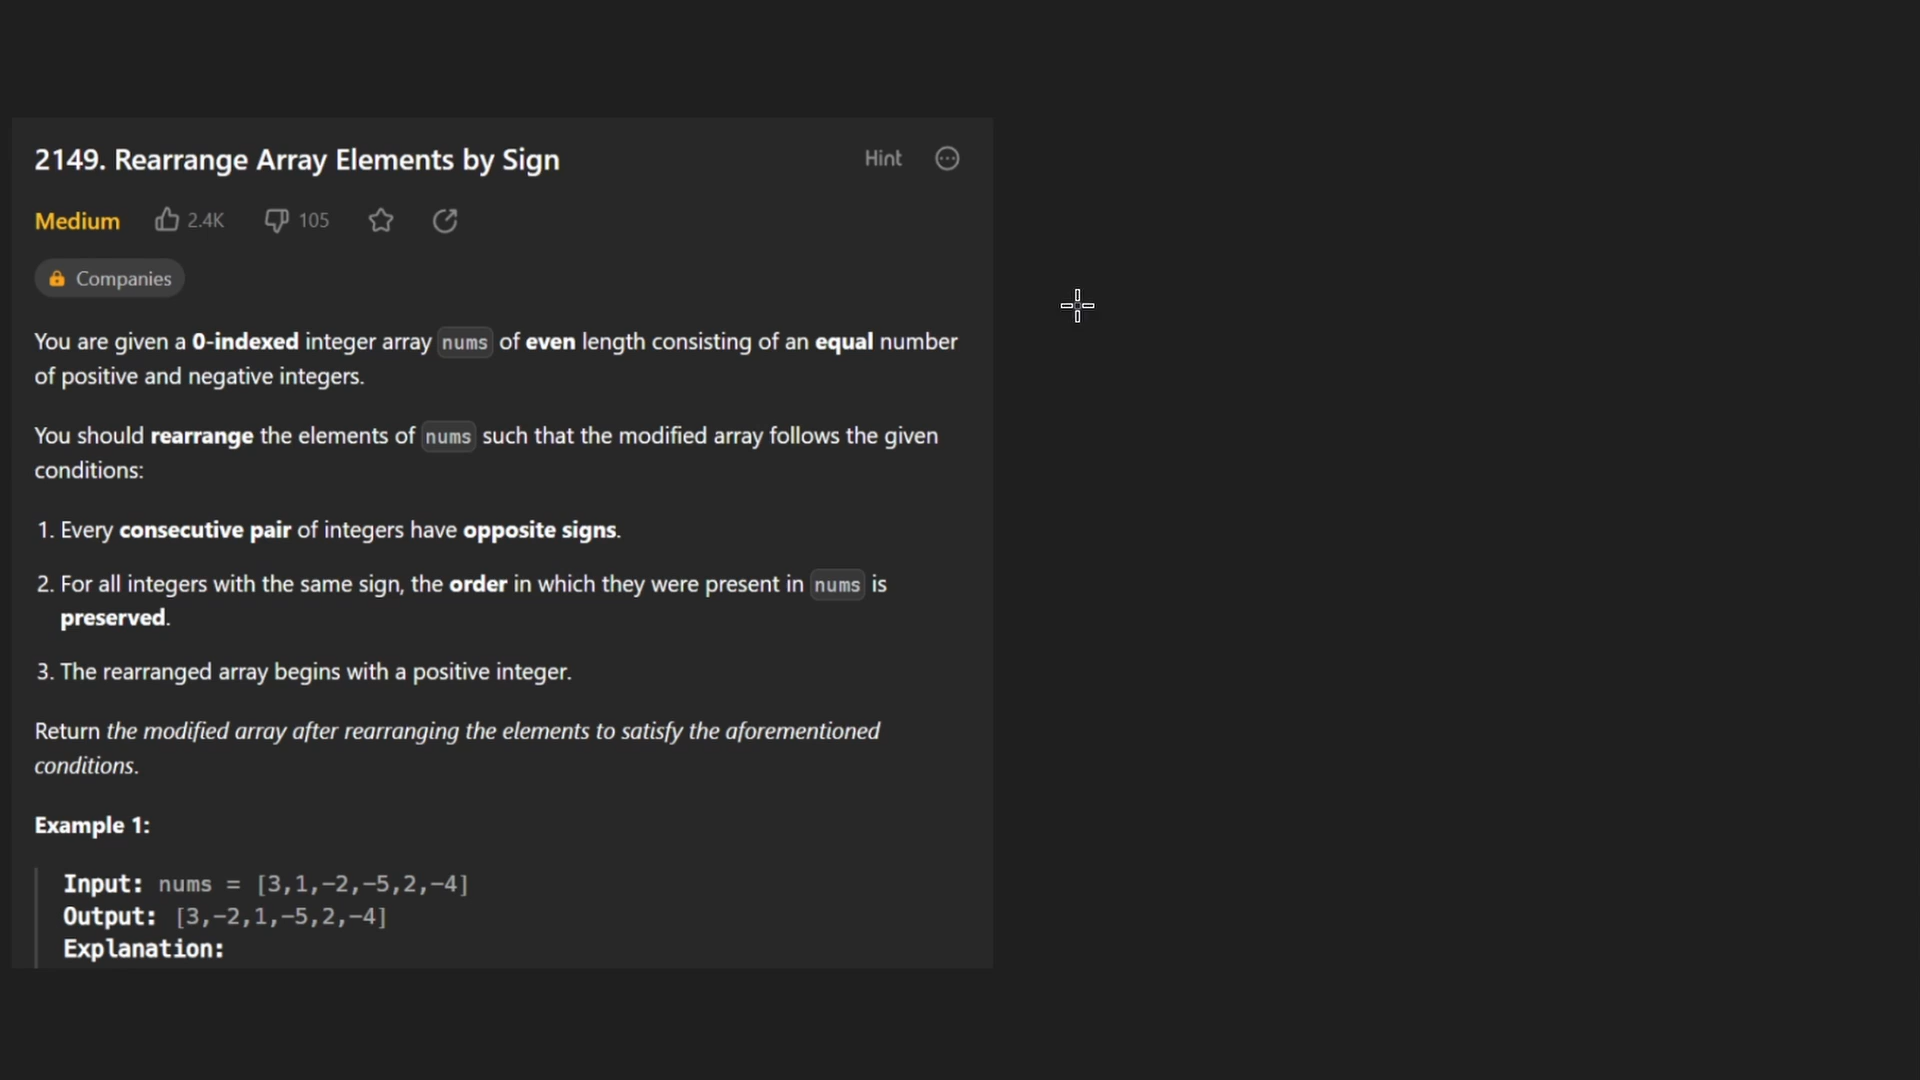 2149. Rearrange Array Elements by Sign
Hint
Medium 2.4K 105
Companies
You are given a 0-indexed integer array nums of even length consisting of an equal number
of positive and negative integers.
You should rearrange the elements of nums such that the modified array follows the given
conditions:
1. Every consecutive pair of integers have opposite signs.
2. For all integers with the same sign, the order in which they were present in nums is
preserved.
3. The rearranged array begins with a positive integer.
Return the modified array after rearranging the elements to satisfy the aforementioned
conditions.
Example 1:
Input: nums = [3,1,-2,-5,2,-4]
Output: [3,-2,1,-5,2,-4]
Explanation: